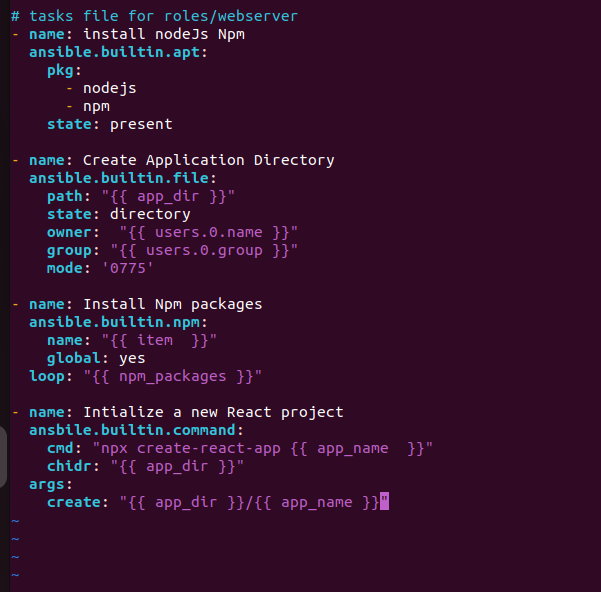 # tasks file for roles/webserver
- name: install nodeJs Npm
  ansible.builtin.apt:
    pkg:
      - nodejs
      - npm
    state: present

- name: Create Application Directory
  ansible.builtin.file:
    path: "{{ app_dir }}"
    state: directory
    owner:  "{{ users.0.name }}"
    group: "{{ users.0.group }}"
    mode: '0775'

- name: Install Npm packages
  ansible.builtin.npm:
    name: "{{ item  }}"
    global: yes
  loop: "{{ npm_packages }}"

- name: Intialize a new React project
  ansbile.builtin.command:
    cmd: "npx create-react-app {{ app_name  }}"
    chidr: "{{ app_dir }}"
  args:
    create: "{{ app_dir }}/{{ app_name }}"
~
~
~
~